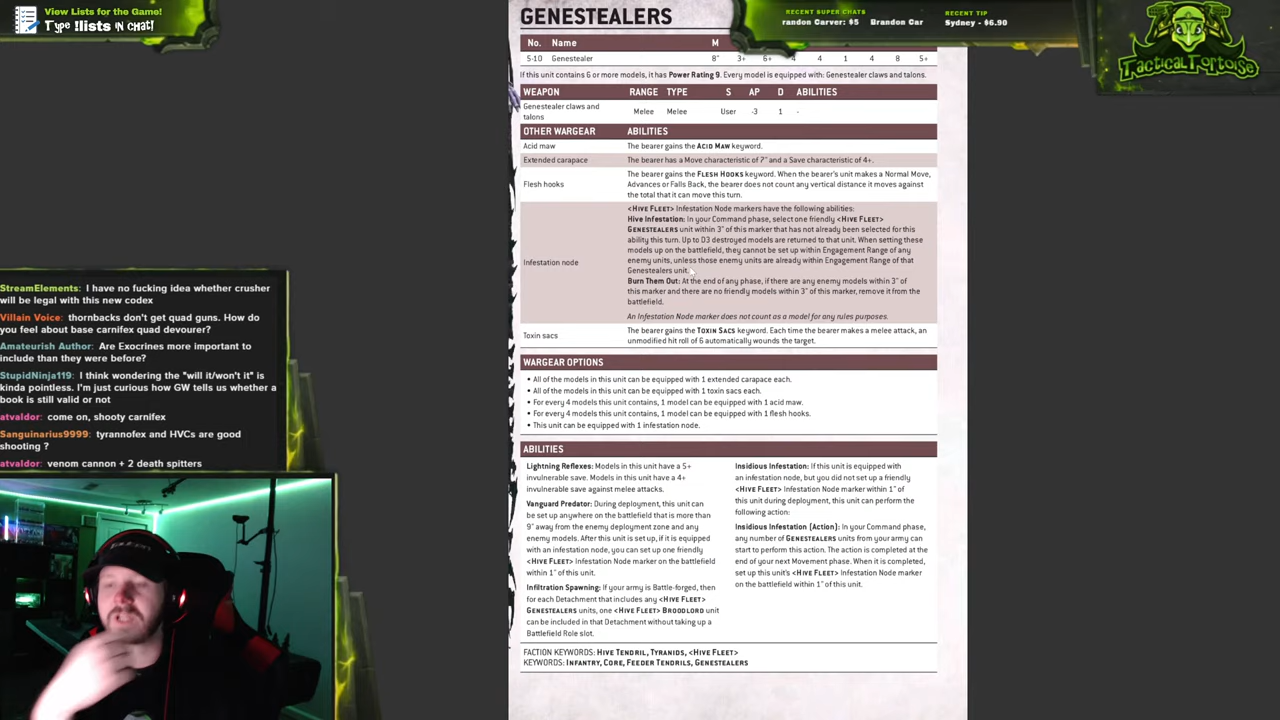 View Lists for the Game!
Type !lists in chat!
GENESTEALERS
RECENT SUPER CHATS
randon Carver: $5 Brandon Car
RECENT TIP
Sydney - $6.90
TACTICAL TORTOISE
No. Name M
5-10 Genestealer 8" 3+ 6+ 4 4 1 4 8 5+
If this unit contains 6 or more models, it has Power Rating 9. Every model is equipped with: Genestealer claws and talons.
WEAPON RANGE TYPE S AP D ABILITIES
Genestealer claws and talons Melee Melee User -3 1 -
OTHER WARGEAR ABILITIES
Acid maw The bearer gains the ACID MAW keyword.
Extended carapace The bearer has a Move characteristic of 7" and a Save characteristic of 4+.
Flesh hooks
The bearer gains the FLESH HOOKS keyword. When the bearer's unit makes a Normal Move,
Advances or Falls Back, the bearer does not count any vertical distance it moves against
the total that it can move this turn.
Infestation node
<HIVE FLEET> Infestation Node markers have the following abilities:
Hive Infestation: In your Command phase, select one friendly <HIVE FLEET>
GENESTEALERS unit within 3" of this marker that has not already been selected for this
ability this turn. Up to D3 destroyed models are returned to that unit. When setting these
models up on the battlefield, they cannot be set up within Engagement Range of any
enemy units, unless those enemy units are already within Engagement Range of that
Genestealers unit.
Burn Them Out: At the end of any phase, if there are any enemy models within 3" of
this marker and there are no friendly models within 3" of this marker, remove it from the
battlefield.
An Infestation Node marker does not count as a model for any rules purposes.
Toxin sacs
The bearer gains the TOXIN SACS keyword. Each time the bearer makes a melee attack, an
unmodified hit roll of 6 automatically wounds the target.
WARGEAR OPTIONS
• All of the models in this unit can be equipped with 1 extended carapace each.
• All of the models in this unit can be equipped with 1 toxin sacs each.
• For every 4 models this unit contains, 1 model can be equipped with 1 acid maw.
• For every 4 models this unit contains, 1 model can be equipped with 1 flesh hooks.
• This unit can be equipped with 1 infestation node.
ABILITIES
Lightning Reflexes: Models in this unit have a 5+
invulnerable save. Models in this unit have a 4+
invulnerable save against melee attacks.
Vanguard Predator: During deployment, this unit can
be set up anywhere on the battlefield that is more than
9" away from the enemy deployment zone and any
enemy models. After this unit is set up, if it is equipped
with an infestation node, you can set up one friendly
<HIVE FLEET> Infestation Node marker on the battlefield
within 1" of this unit.
Infiltration Spawning: If your army is Battle-forged, then
for each Detachment that includes any <HIVE FLEET>
GENESTEALERS units, one <HIVE FLEET> BROODLORD unit
can be included in that Detachment without taking up a
Battlefield Role slot.
Insidious Infestation: If this unit is equipped with
an infestation node, but you did not set up a friendly
<HIVE FLEET> Infestation Node marker within 1" of
this unit during deployment, this unit can perform the
following action:
Insidious Infestation (Action): In your Command phase,
any number of GENESTEALERS units from your army can
start to perform this action. The action is completed at the
end of your next Movement phase. When it is completed,
set up this unit's <HIVE FLEET> Infestation Node marker
on the battlefield within 1" of this unit.
FACTION KEYWORDS: HIVE TENDRIL, TYRANIDS, <HIVE FLEET>
KEYWORDS: INFANTRY, CORE, FEEDER TENDRILS, GENESTEALERS
StreamElements: I have no fucking idea whether crusher
will be legal with this new codex
Villain Voice: thornbacks don't get quad guns. How do
you feel about base carnifex quad devourer?
Amateurish Author: Are Exocrines more important to
include than they were before?
StupidNinja119: I think wondering the "will it/won't it" is
kinda pointless. I'm just curious how GW tells us whether
a book is still valid or not
atvaldor: come on, shooty carnifex
Sanguinarius9999: tyrannofex and HVCs are good
shooting ?
atvaldor: venom cannon + 2 death spitters